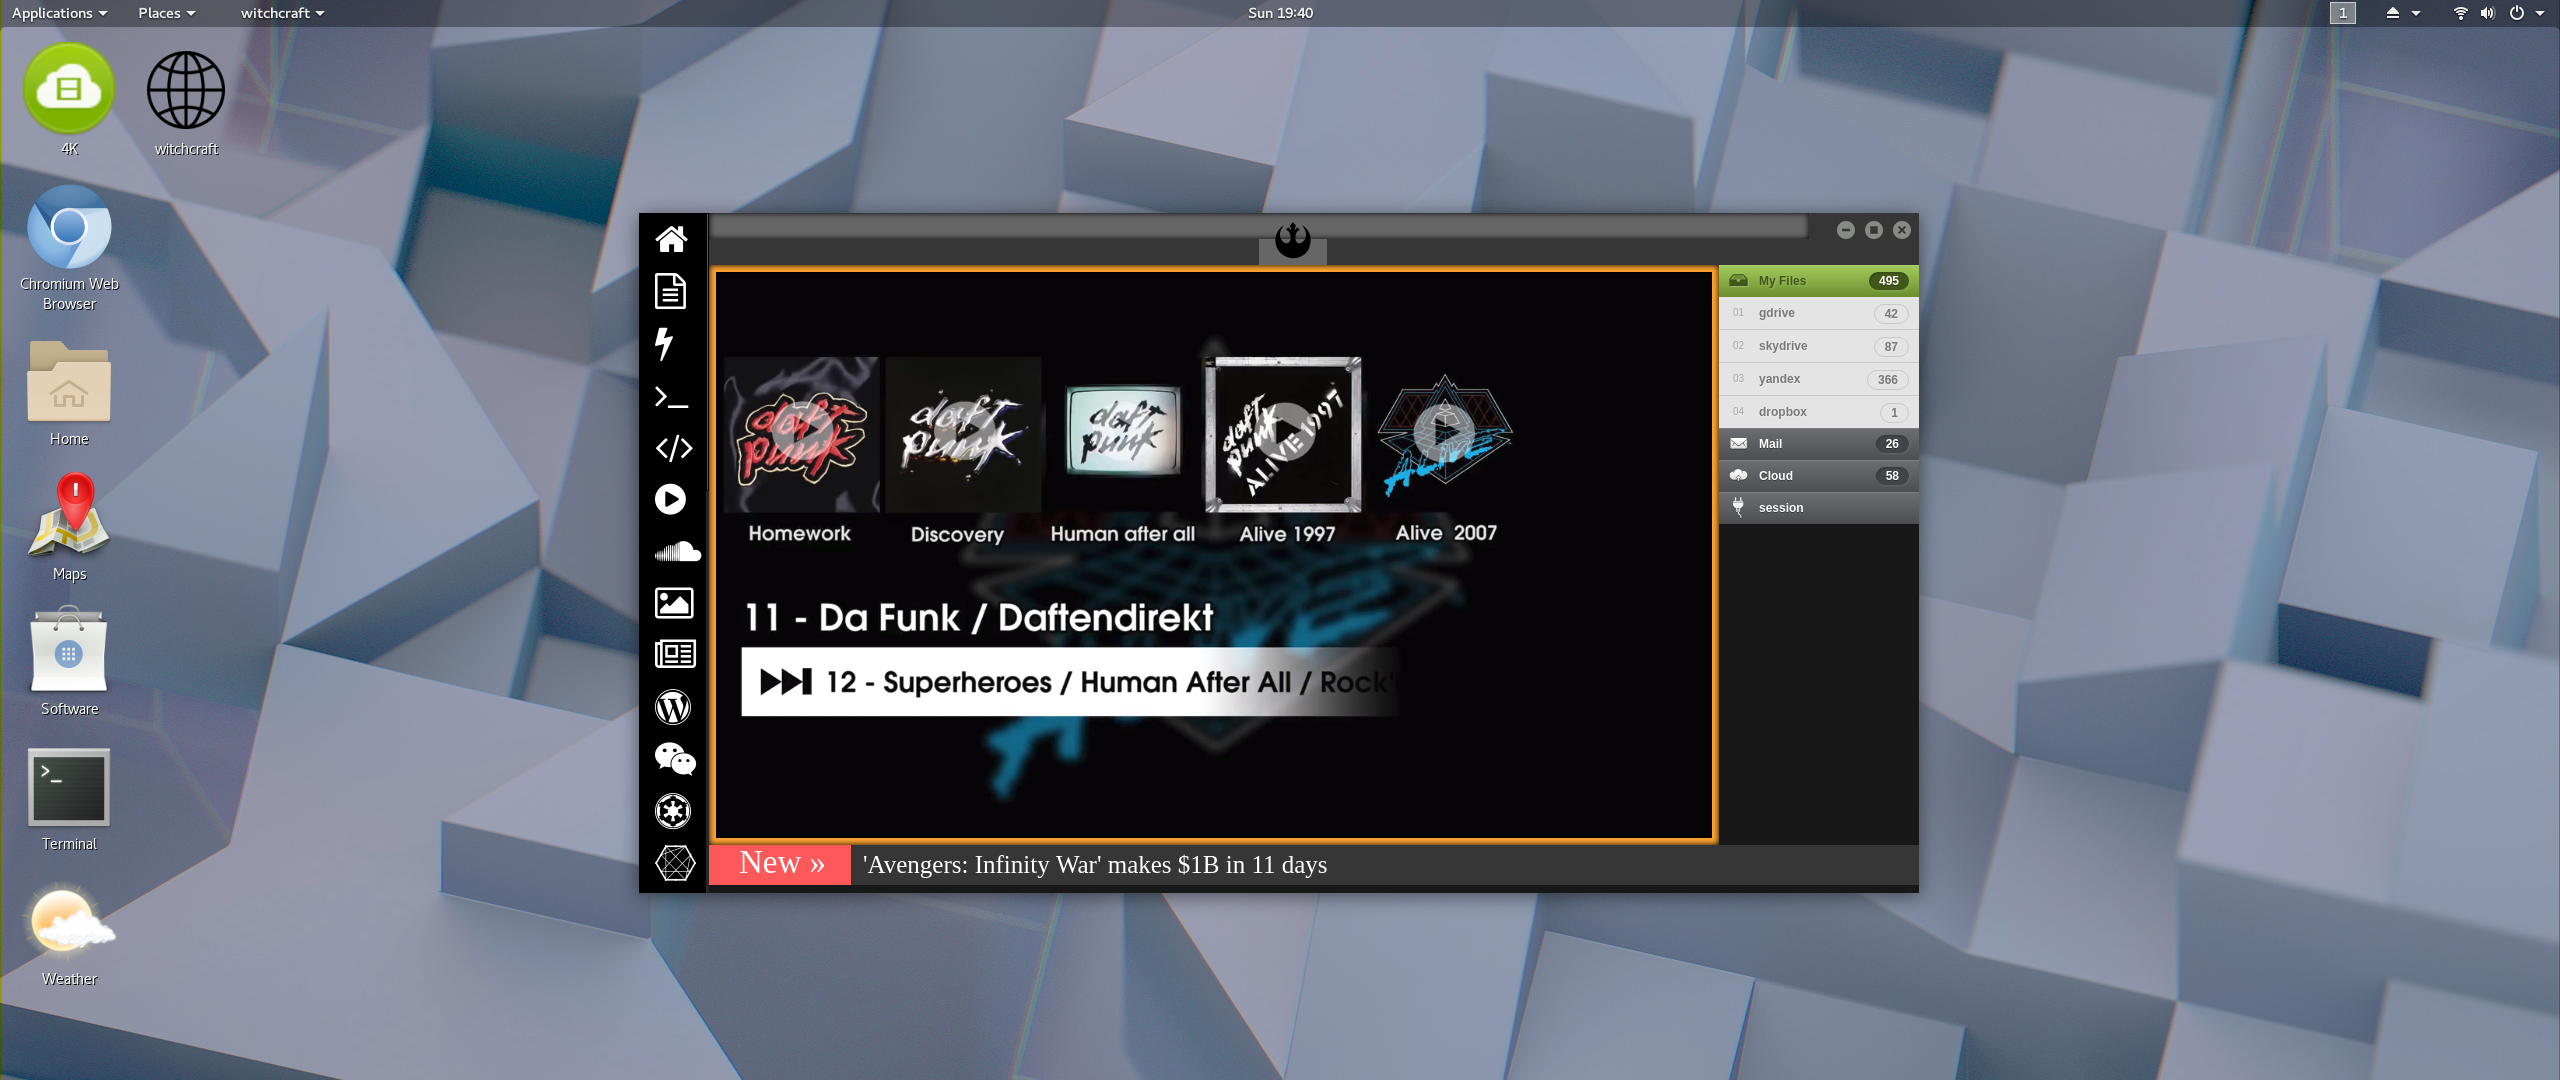 Applications
Places
witchcraft
Sun 19:40
1
4K
witchcraft
Chromium Web
Browser
Home
Maps
Software
Terminal
Weather
My Files 495
01 gdrive 42
02 skydrive 87
03 yandex 366
04 dropbox 1
Mail 26
Cloud 58
session
daft punk
daft punk
daft punk
daft punk ALIVE 1997
ALIVE
Homework
Discovery
Human after all
Alive 1997
Alive 2007
11 - Da Funk / Daftendirekt
12 - Superheroes / Human After All / Rock'
New » 'Avengers: Infinity War' makes $1B in 11 days